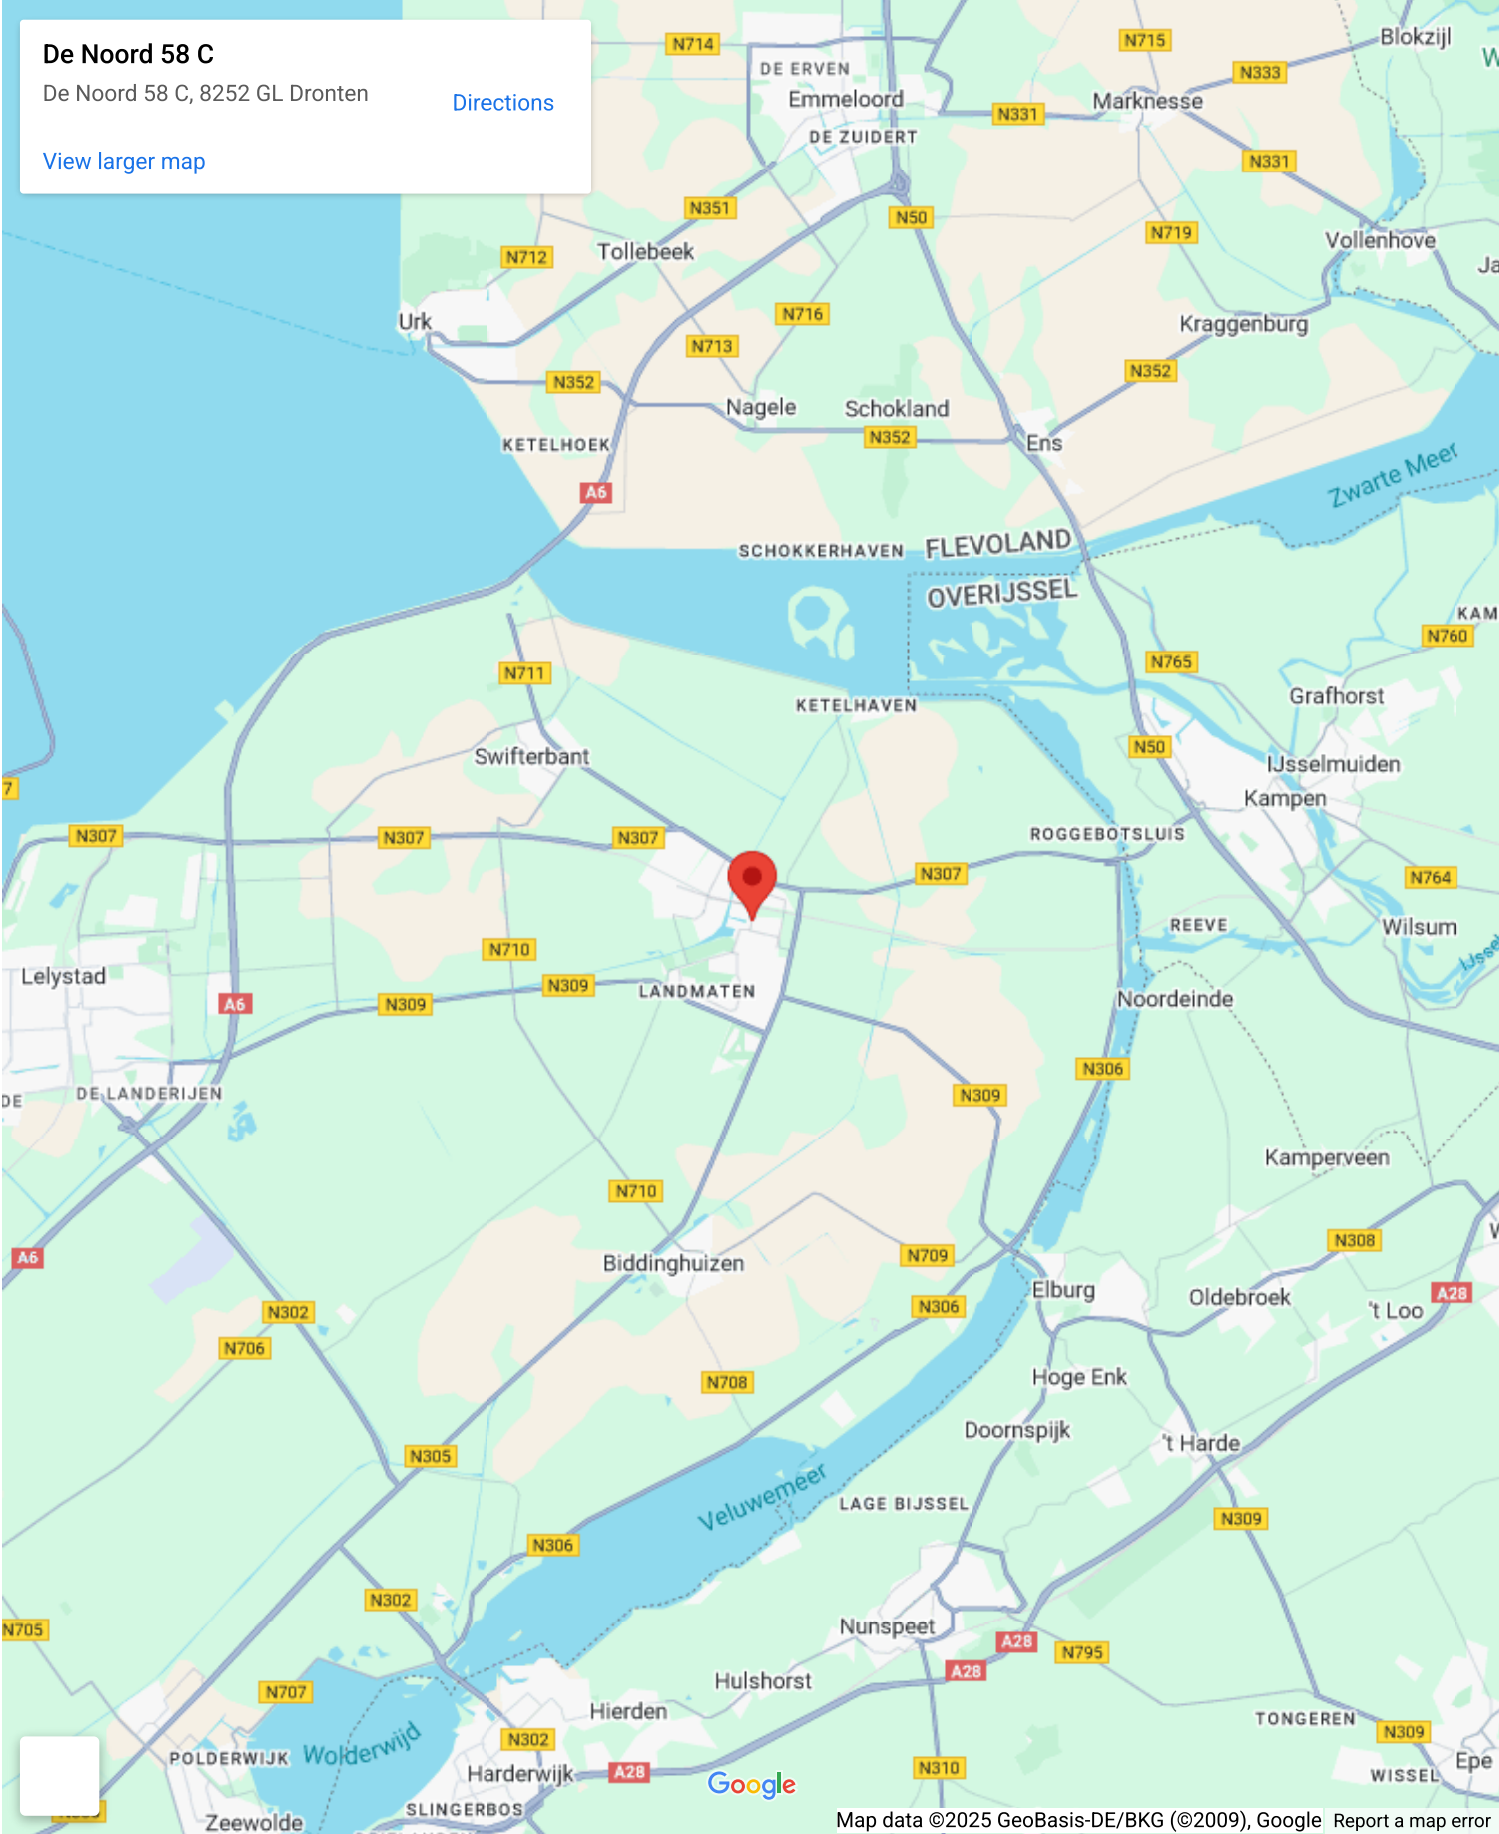 De Noord 58 C
De Noord 58 C, 8252 GL Dronten
Directions
View larger map
N714
DE ERVEN
Emmeloord
DE ZUIDERT
N715
Blokzijl
N333
Marknesse
N331
N331
N351
N50
N719
Vollenhove
N712
Tollebeek
Urk
N716
Kraggenburg
N713
N352
N352
Nagele
Schokland
N352
Ens
KETELHOEK
A6
Zwarte Meer
SCHOKKERHAVEN
FLEVOLAND
OVERIJSSEL
KAM
N760
N711
N765
Grafhorst
KETELHAVEN
Swifterbant
N50
IJsselmuiden
7
Kampen
N307
N307
N307
ROGGEBOTSLUIS
N307
N764
REEVE
Wilsum
IJssel
N710
Lelystad
A6
N309
N309
LANDMATEN
Noordeinde
N306
DE
DE LANDERIJEN
N309
Kamperveen
N710
A6
Biddinghuizen
N709
N308
N302
N306
Elburg
Oldebroek
A28
't Loo
N706
N708
Hoge Enk
Doornspijk
't Harde
N305
Veluwemeer
LAGE BIJSSEL
N309
N306
N302
N705
Nunspeet
A28
N795
A28
Hulshorst
N707
Hierden
TONGEREN
N309
POLDERWIJK
Wolderwijd
N302
Harderwijk
A28
Google
N310
WISSEL
Epe
SLINGERBOS
Zeewolde
Map data ©2025 GeoBasis-DE/BKG (©2009), Google
Report a map error